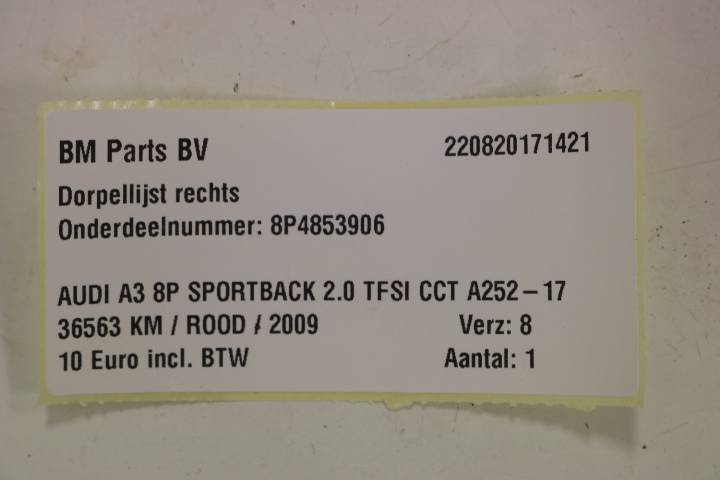 BM Parts BV 220820171421
Dorpellijst rechts
Onderdeelnummer: 8P4853906
AUDI A3 8P SPORTBACK 2.0 TFSI CCT A252-17
36563 KM / ROOD / 2009 Verz: 8
10 Euro incl. BTW Aantal: 1